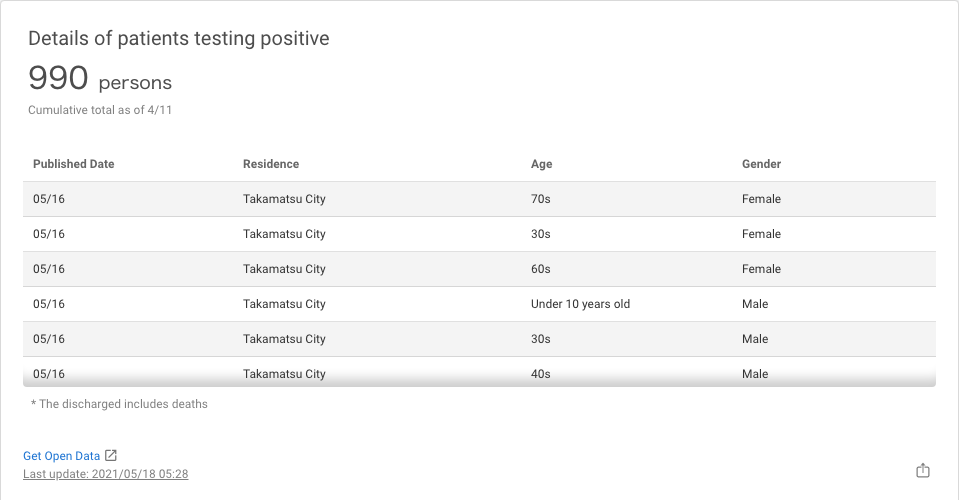 Details of patients testing positive
990 persons
Cumulative total as of 4/11
Published Date Residence Age Gender
05/16 Takamatsu City 70s Female
05/16 Takamatsu City 30s Female
05/16 Takamatsu City 60s Female
05/16 Takamatsu City Under 10 years old Male
05/16 Takamatsu City 30s Male
05/16 Takamatsu City 40s Male
* The discharged includes deaths
Get Open Data
Last update: 2021/05/18 05:28